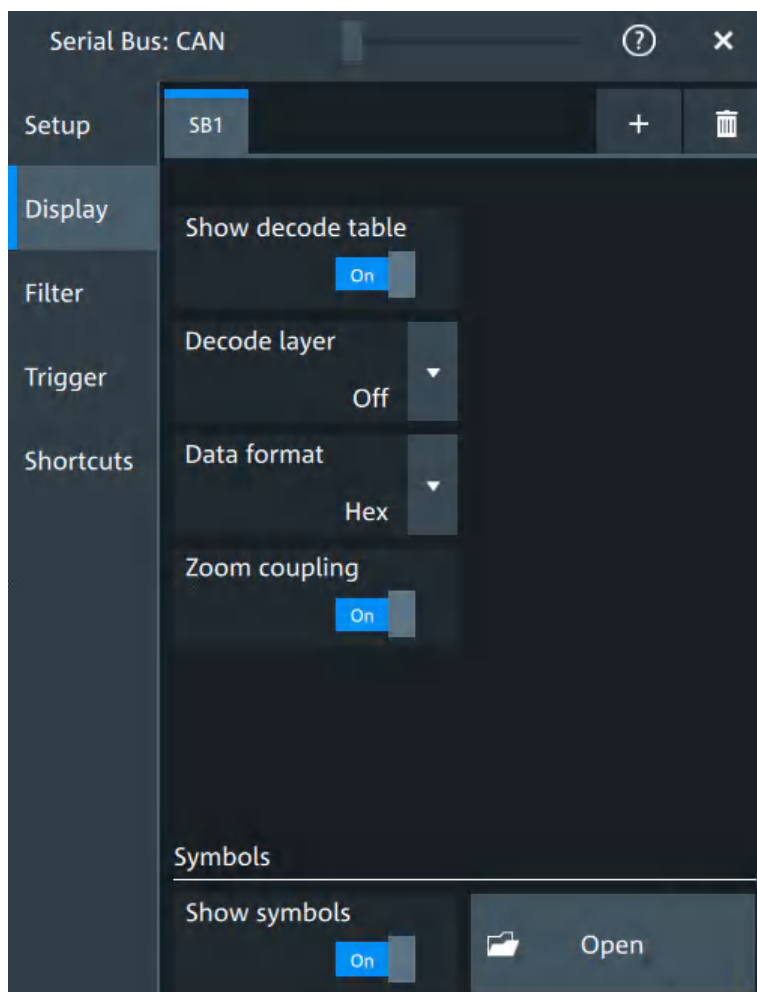 Serial Bus: CAN ?
Setup
SB1
Display
Show decode table
On
Filter
Decode layer
Off
Trigger
Data format
Hex
Shortcuts
Zoom coupling
On
Symbols
Show symbols
On
Open